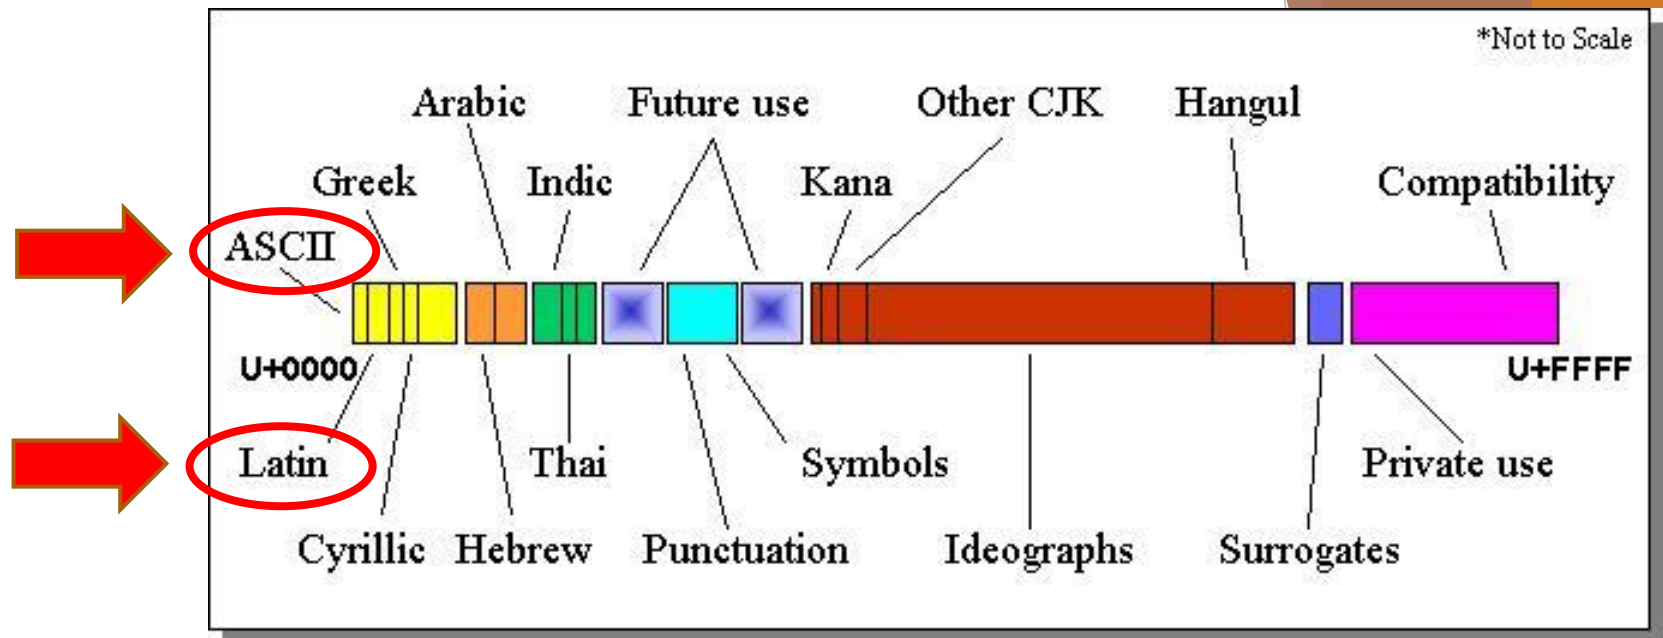 *Not to Scale
Arabic Future use Other CJK Hangul
Greek Indic Kana Compatibility
ASCII
U+0000 U+FFFF
Latin Thai Symbols Private use
Cyrillic Hebrew Punctuation Ideographs Surrogates